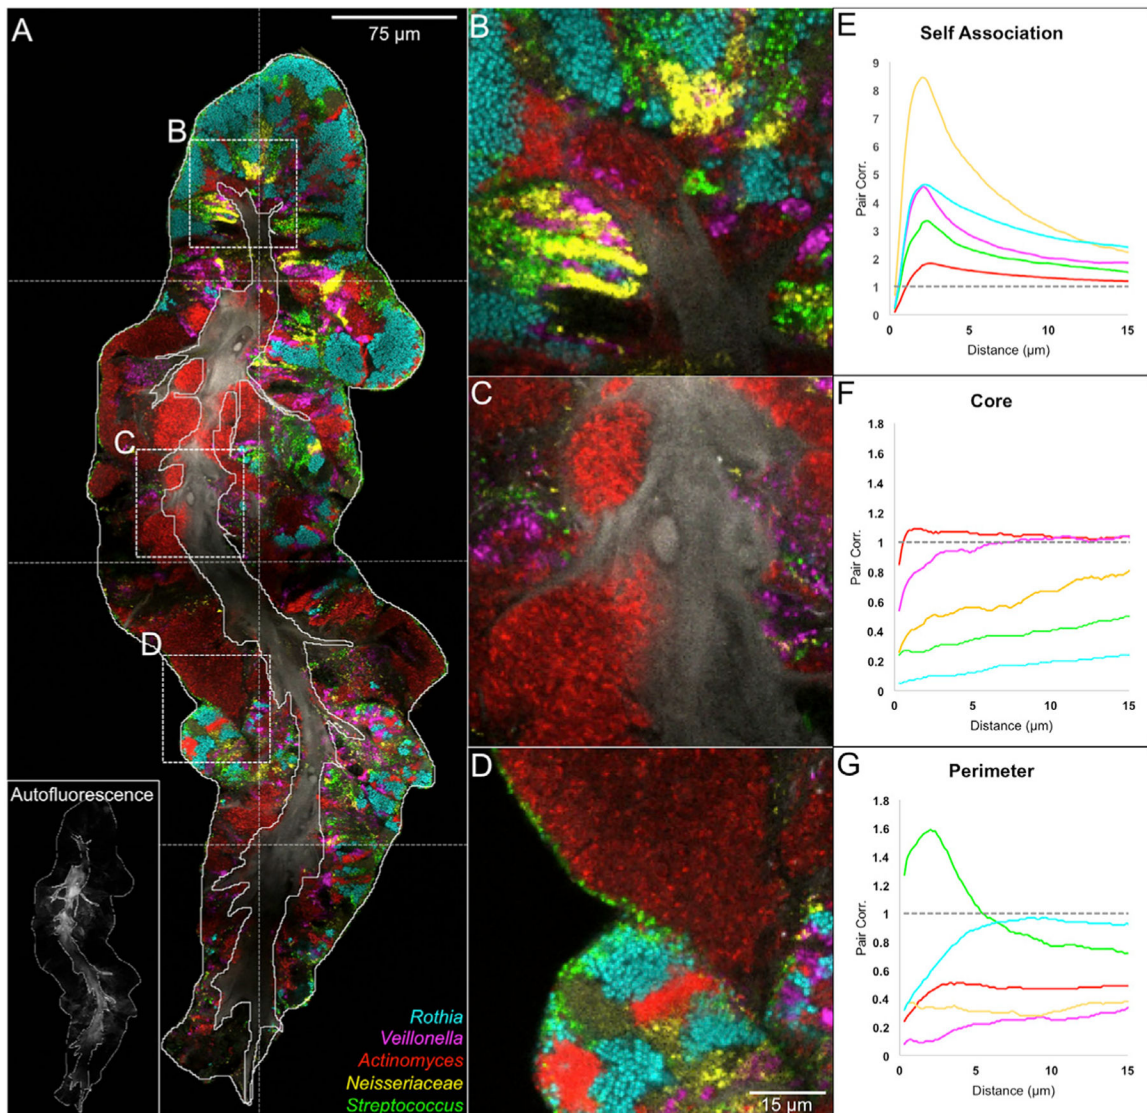 A
75 µm
B
C
D
Autofluorescence
Rothia
Veillonella
Actinomyces
Neisseriaceae
Streptococcus
B
C
D
15 µm
E
Self Association
9
8
7
6
5
4
3
2
1
0
Pair Corr.
0
5
10
15
Distance (µm)
F
Core
1.8
1.6
1.4
1.2
1
0.8
0.6
0.4
0.2
0
Pair Corr.
0
5
10
15
Distance (µm)
G
Perimeter
1.8
1.6
1.4
1.2
1
0.8
0.6
0.4
0.2
0
Pair Corr.
0
5
10
15
Distance (µm)